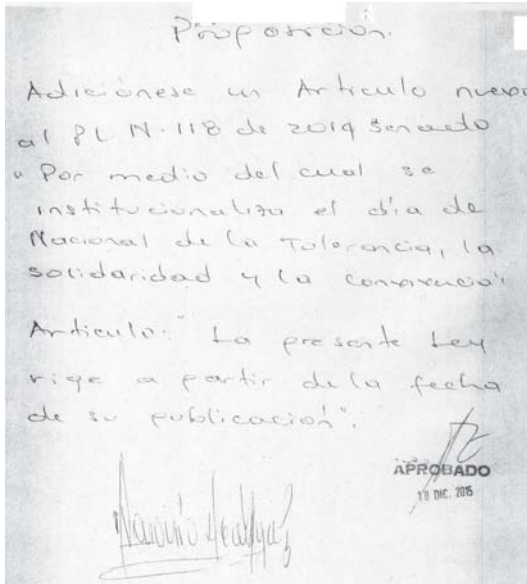 Proposición.
Adiciónese un Artículo nuevo
al PL N. 118 de 2014 Senado
"Por medio del cual se
institucionaliza el día de
Nacional de la Tolerancia, la
solidaridad y la convivencia"
Artículo: "La presente Ley
rige a partir de la fecha
de su publicación".
APROBADO
10 DIC. 2015